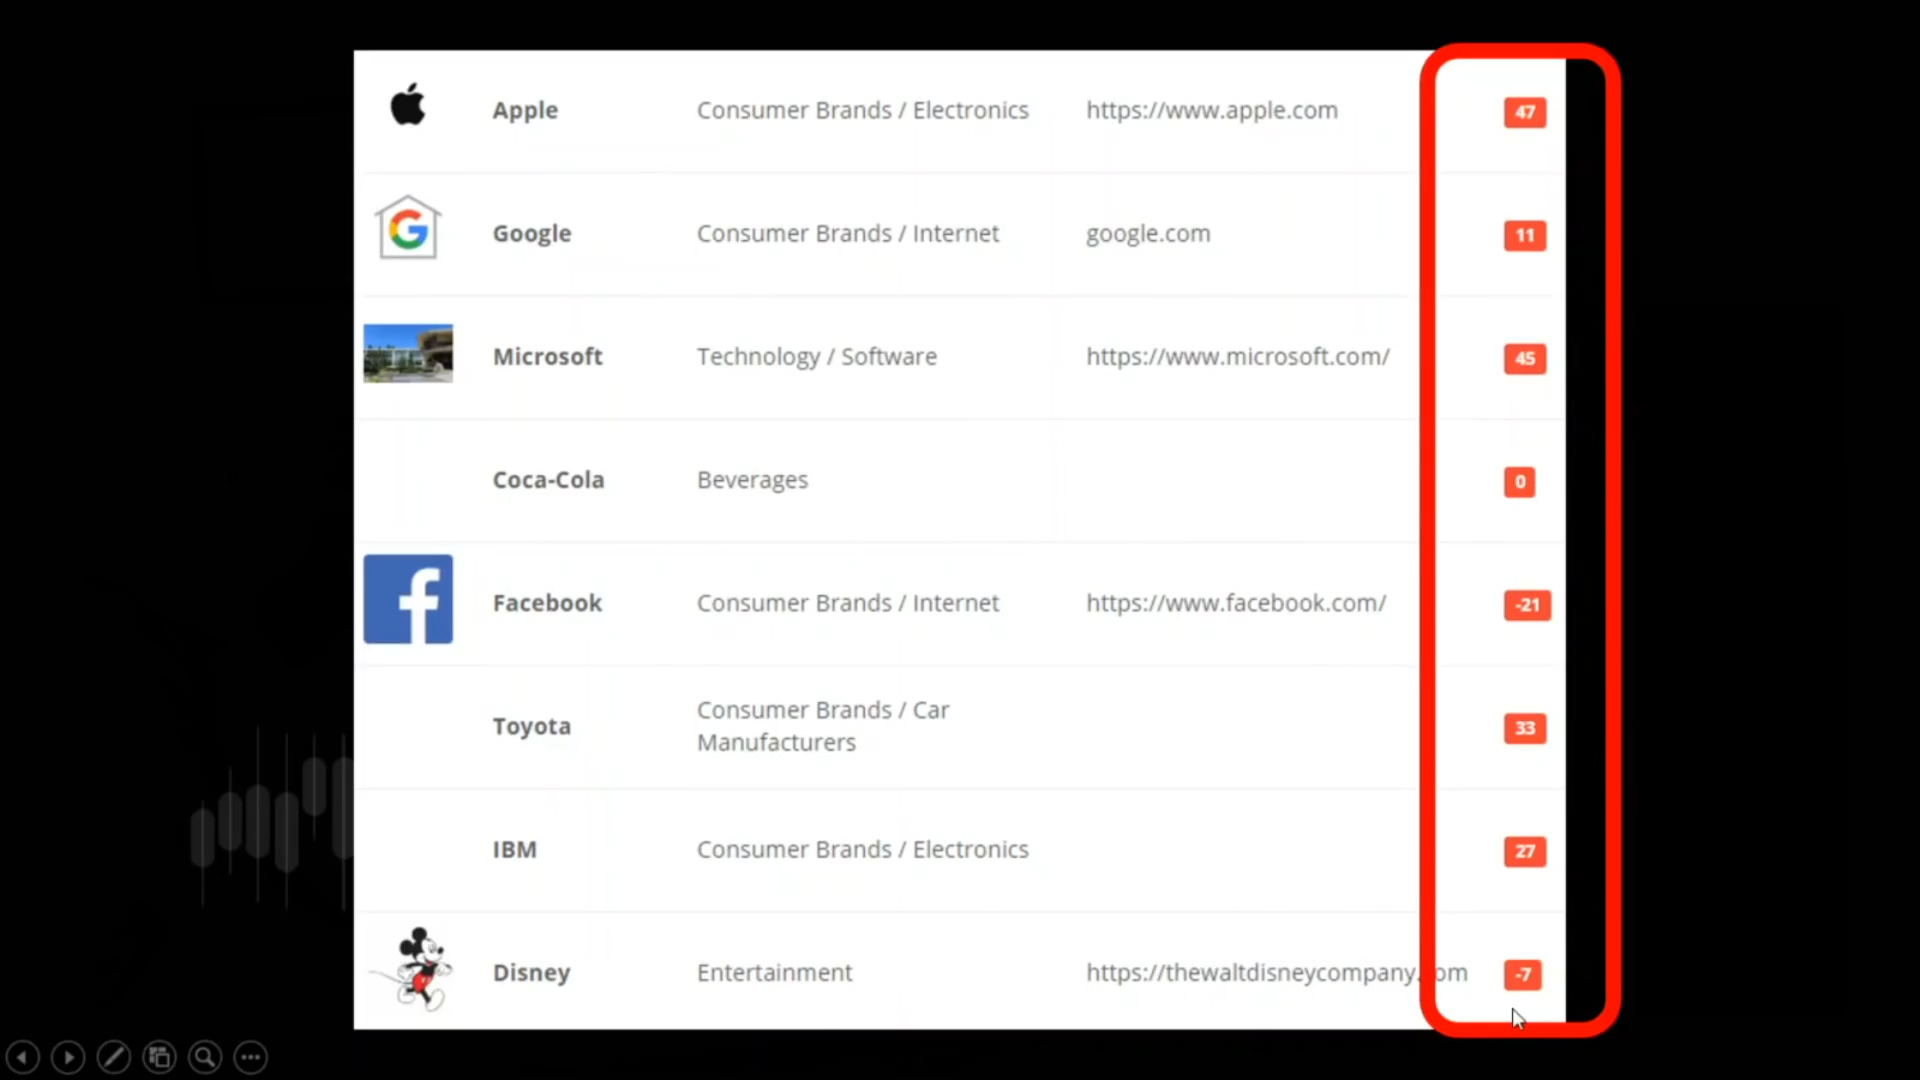 Apple Consumer Brands / Electronics https://www.apple.com 47
Google Consumer Brands / Internet google.com 11
Microsoft Technology / Software https://www.microsoft.com/ 45
Coca-Cola Beverages 0
Facebook Consumer Brands / Internet https://www.facebook.com/ -21
Toyota Consumer Brands / Car 33
Manufacturers
IBM Consumer Brands / Electronics 27
Disney Entertainment https://thewaltdisneycompany. om -7